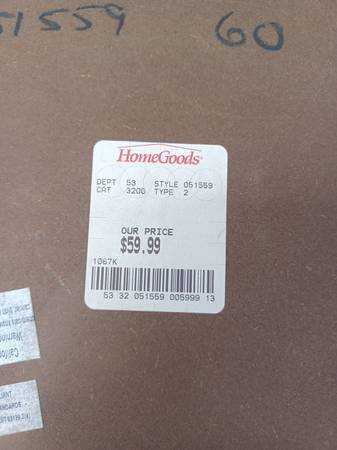 51559 60
HomeGoods
DEPT 53 STYLE 051559
CAT 3200 TYPE 2
OUR PRICE
$59.99
1067K
53 32 051559 005999 13
Warning